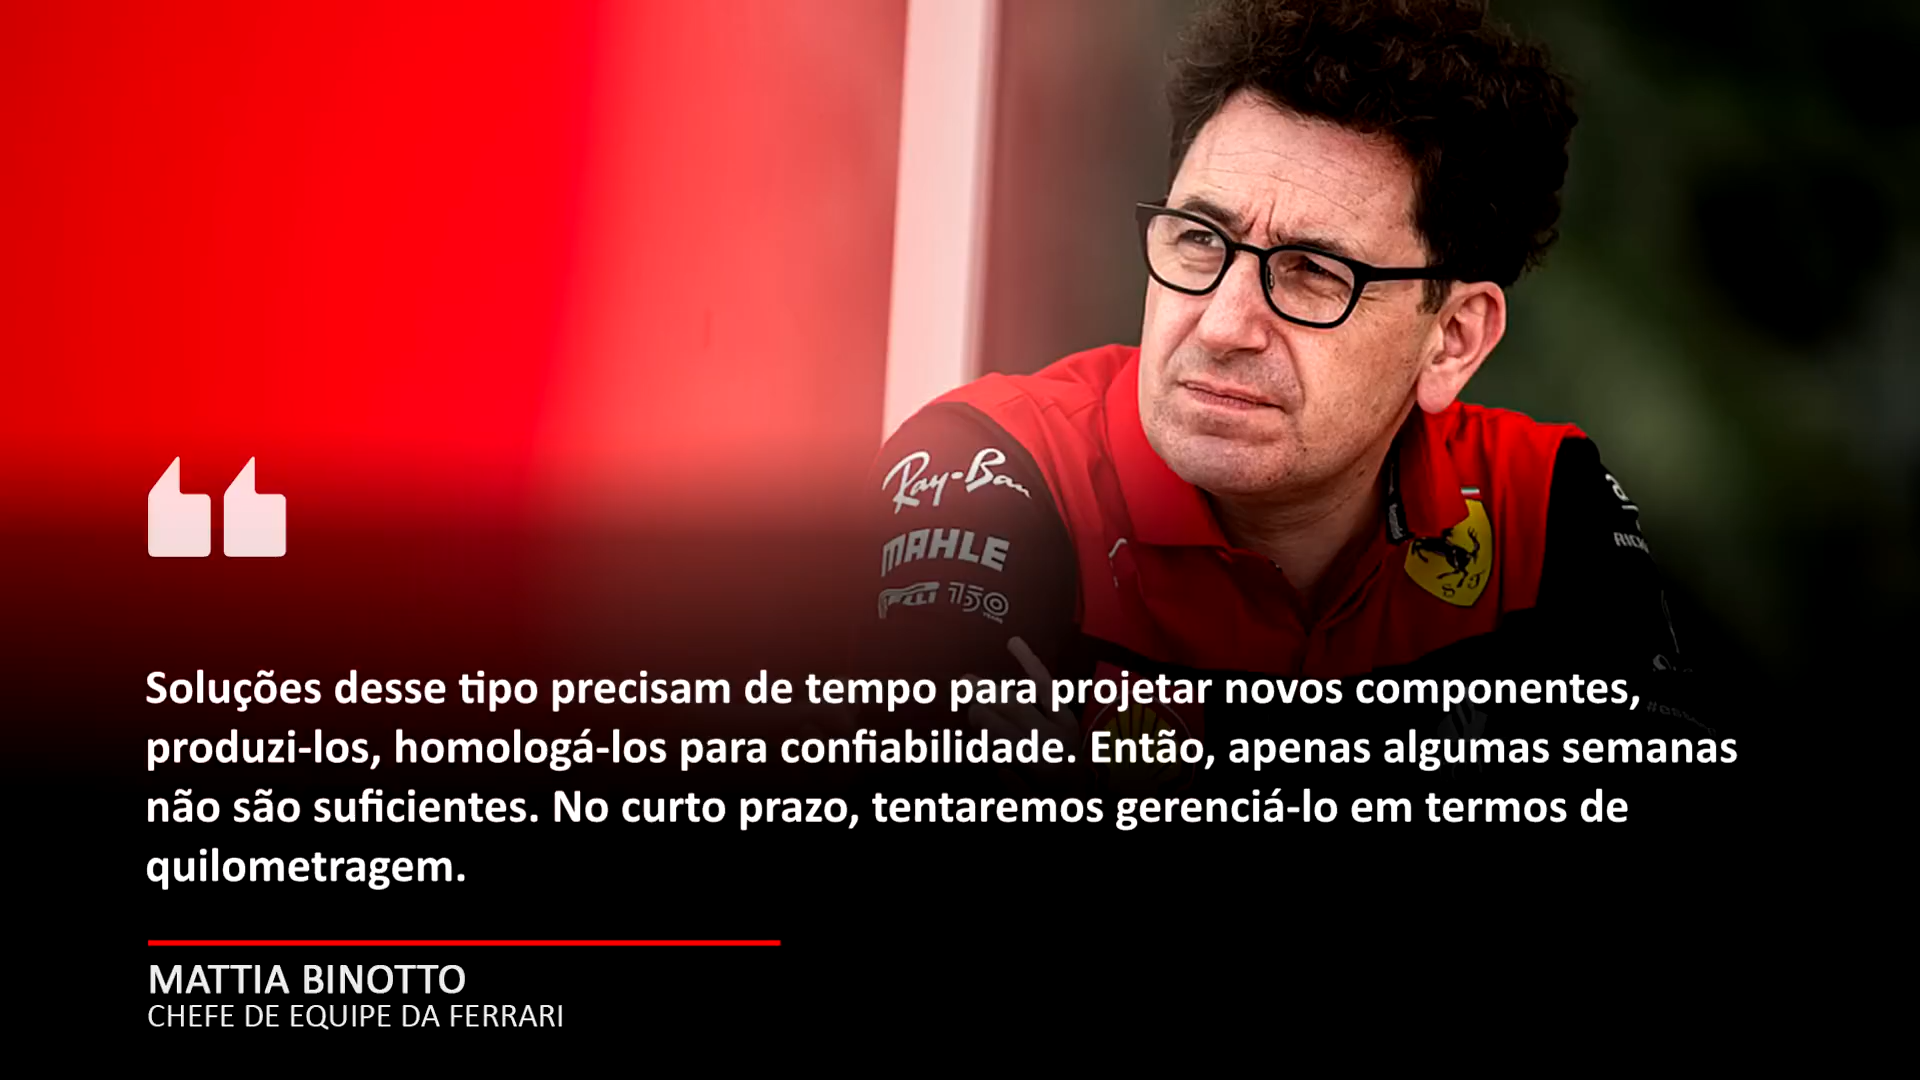 Ray-Ban
MAHLE
150
Soluções desse tipo precisam de tempo para projetar novos componentes,
produzi-los, homologá-los para confiabilidade. Então, apenas algumas semanas
não são suficientes. No curto prazo, tentaremos gerenciá-lo em termos de
quilometragem.
MATTIA BINOTTO
CHEFE DE EQUIPE DA FERRARI